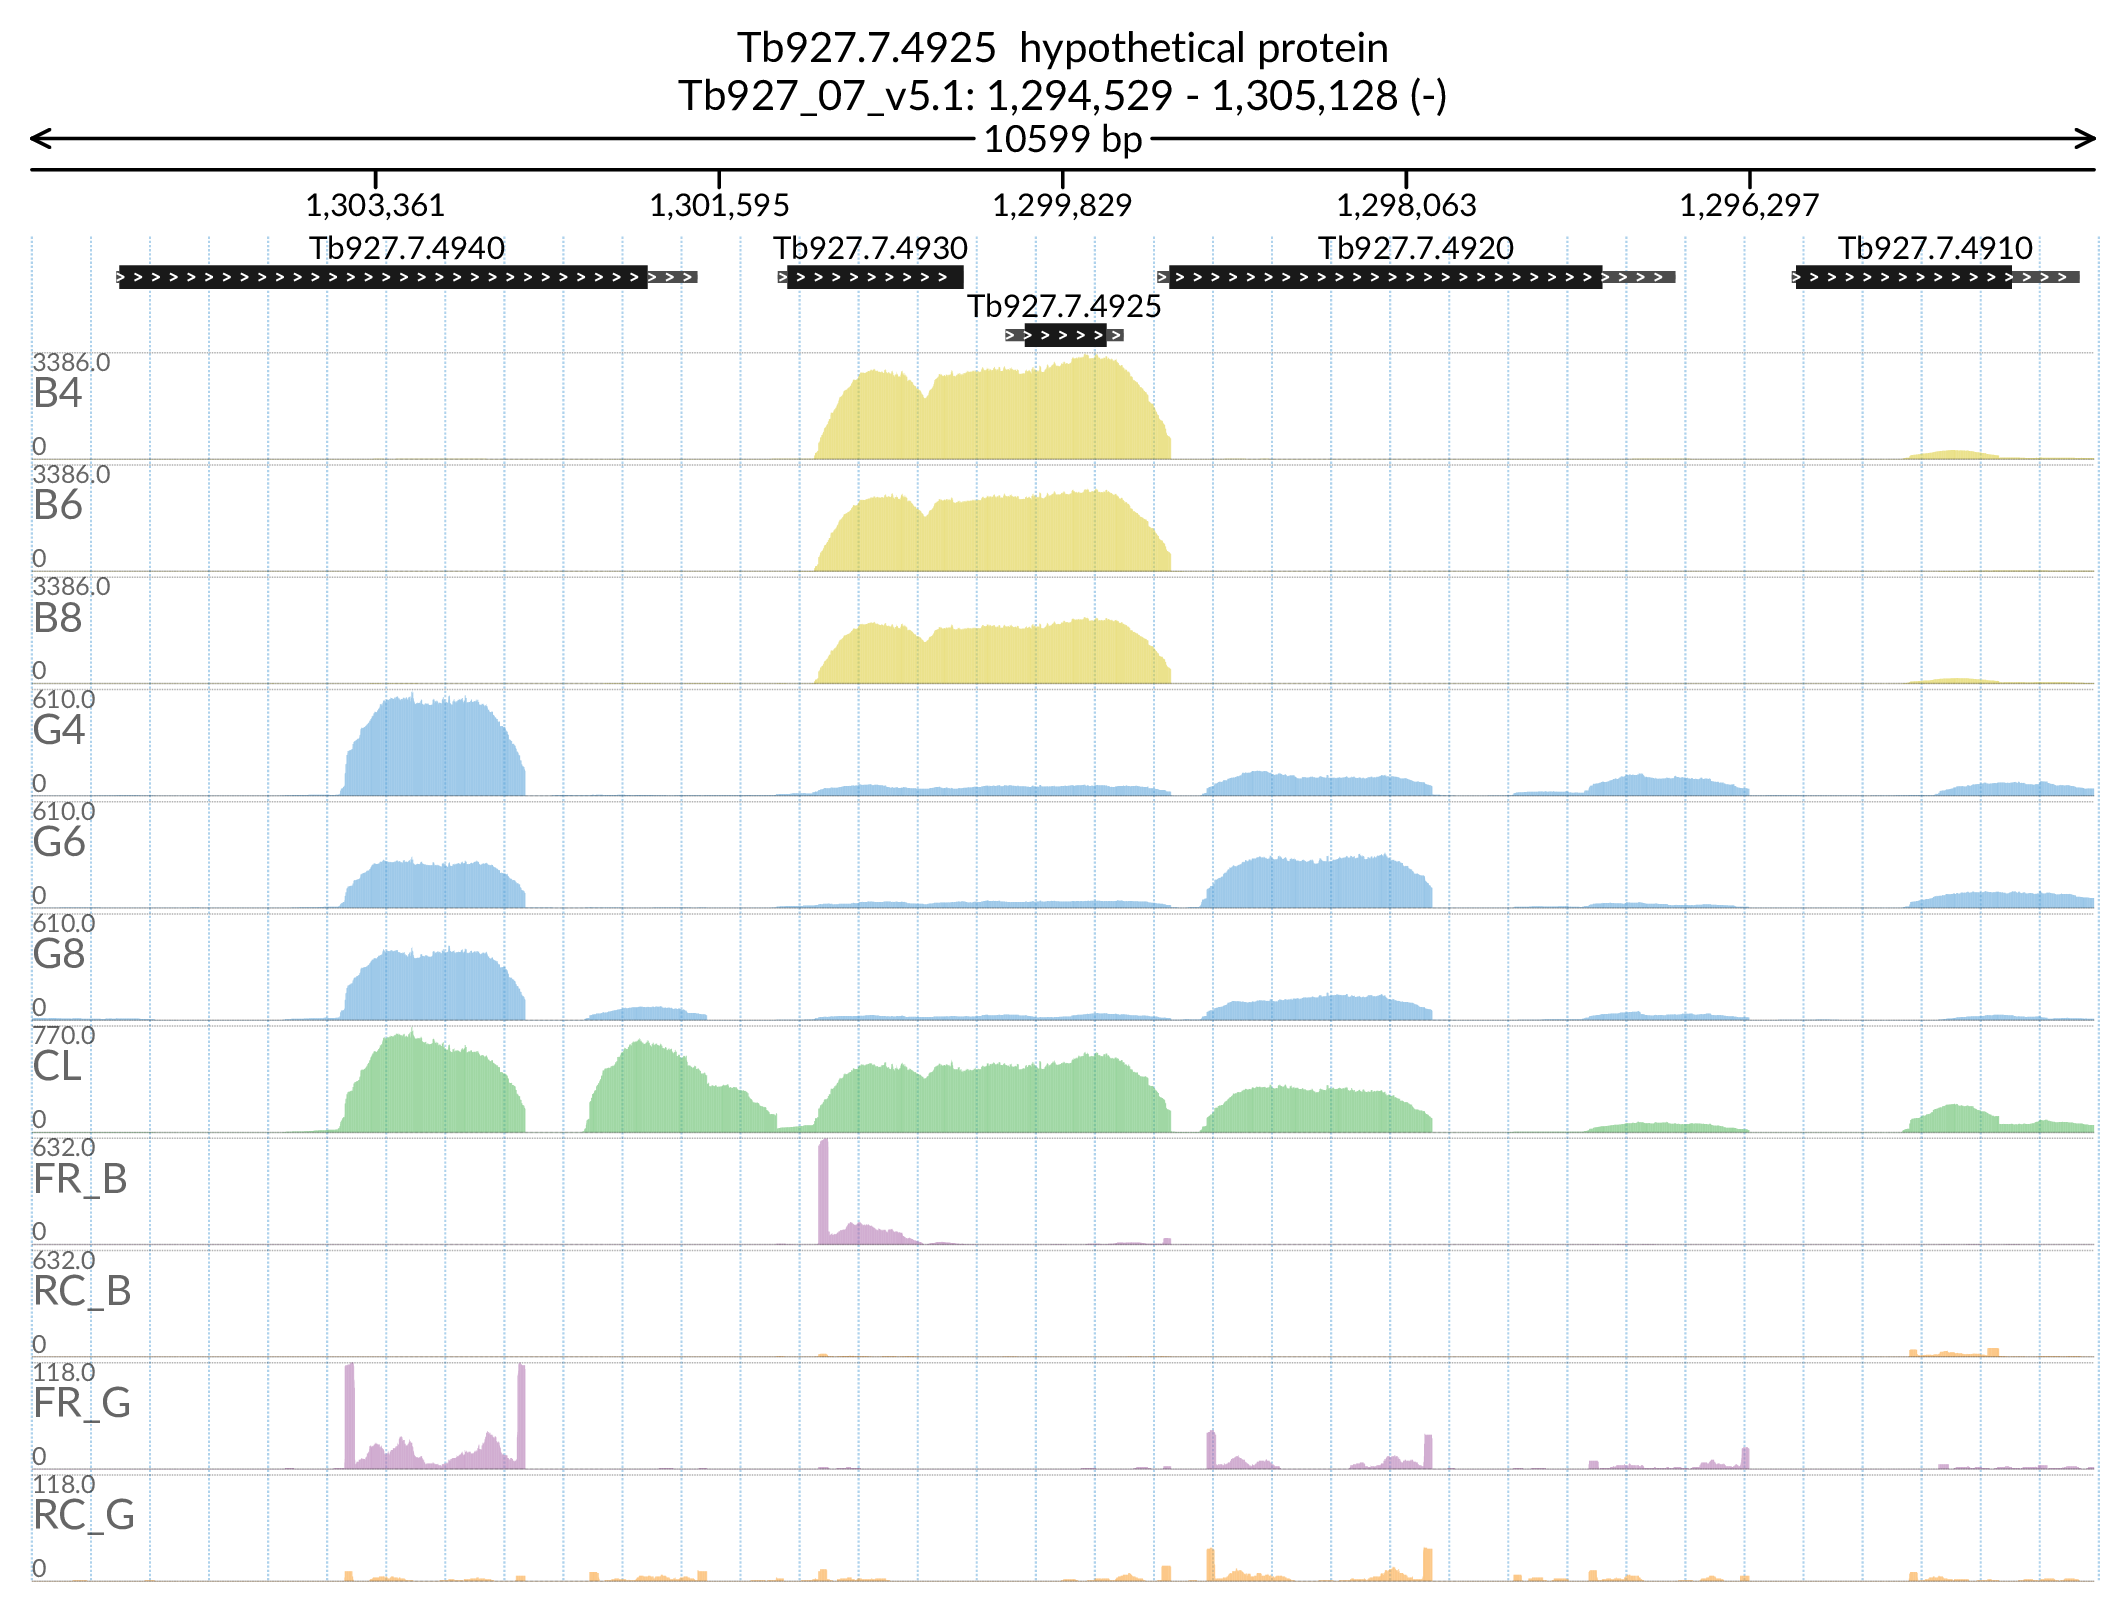 Tb927.7.4925  hypothetical protein
Tb927_07_v5.1: 1,294,529 - 1,305,128 (-)
10599 bp
1,303,361 1,301,595 1,299,829 1,298,063 1,296,297
Tb927.7.4940 Tb927.7.4930 Tb927.7.4920 Tb927.7.4910
Tb927.7.4925
3386.0
B4
0
3386.0
B6
0
3386.0
B8
0
610.0
G4
0
610.0
G6
0
610.0
G8
0
770.0
CL
0
632.0
FR_B
0
632.0
RC_B
0
118.0
FR_G
0
118.0
RC_G
0